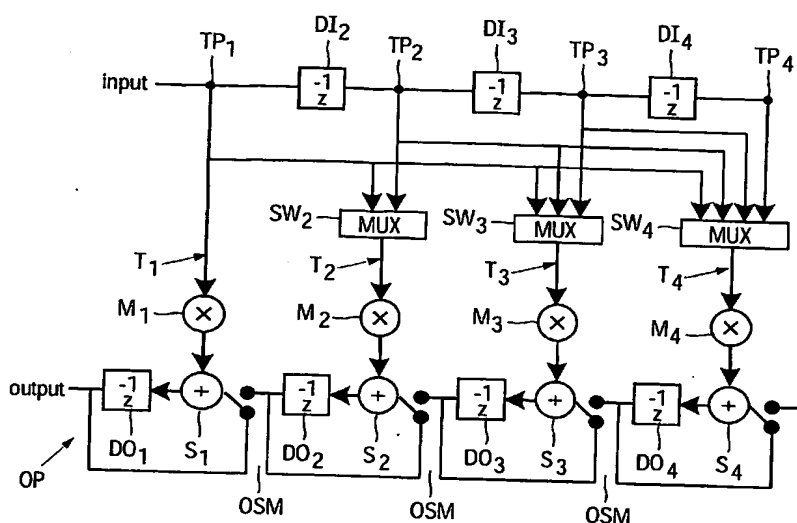 DI2
DI3
DI4
TP1
TP2
TP3
TP4
input
-1
z
-1
z
-1
z
SW2
MUX
SW3
MUX
SW4
MUX
T1
T2
T3
T4
M1
×
M2
×
M3
×
M4
×
output
-1
z
+
-1
z
+
-1
z
+
-1
z
+
OP
DO1
S1
DO2
S2
DO3
S3
DO4
S4
OSM
OSM
OSM